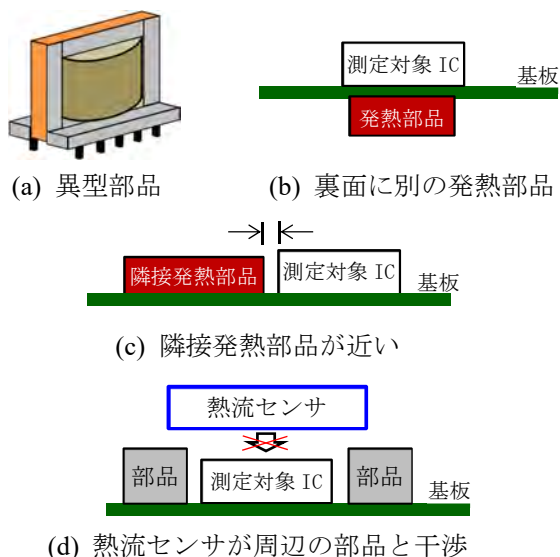 測定対象 IC
基板
発熱部品
(a) 異型部品
(b) 裏面に別の発熱部品
隣接発熱部品
測定対象 IC
基板
(c) 隣接発熱部品が近い
熱流センサ
部品
測定対象 IC
部品
基板
(d) 熱流センサが周辺の部品と干渉